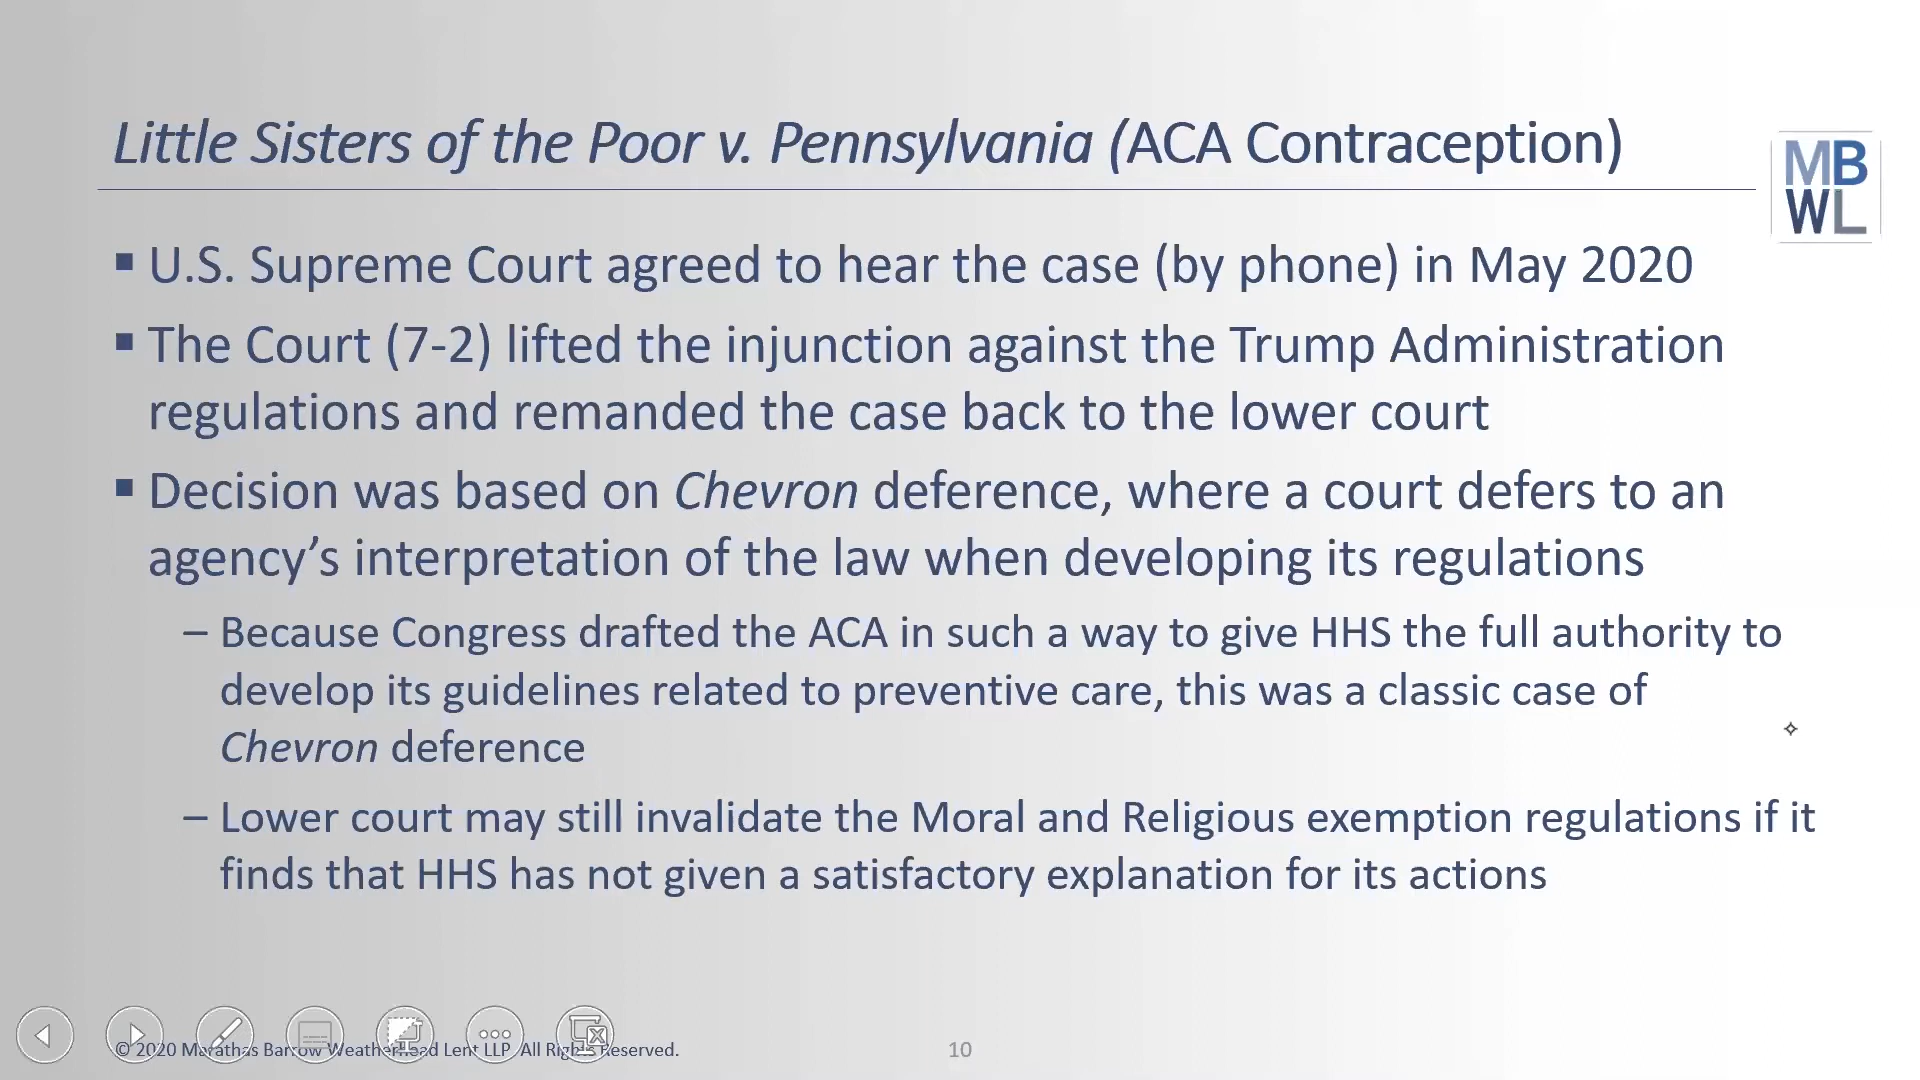 Little Sisters of the Poor v. Pennsylvania (ACA Contraception)
MB
WL
▪ U.S. Supreme Court agreed to hear the case (by phone) in May 2020
▪ The Court (7-2) lifted the injunction against the Trump Administration
regulations and remanded the case back to the lower court
▪ Decision was based on Chevron deference, where a court defers to an
agency’s interpretation of the law when developing its regulations
– Because Congress drafted the ACA in such a way to give HHS the full authority to
develop its guidelines related to preventive care, this was a classic case of
Chevron deference
– Lower court may still invalidate the Moral and Religious exemption regulations if it
finds that HHS has not given a satisfactory explanation for its actions
© 2020 Marathas Barrow Weatherhead Lent LLP. All Rights Reserved.
10